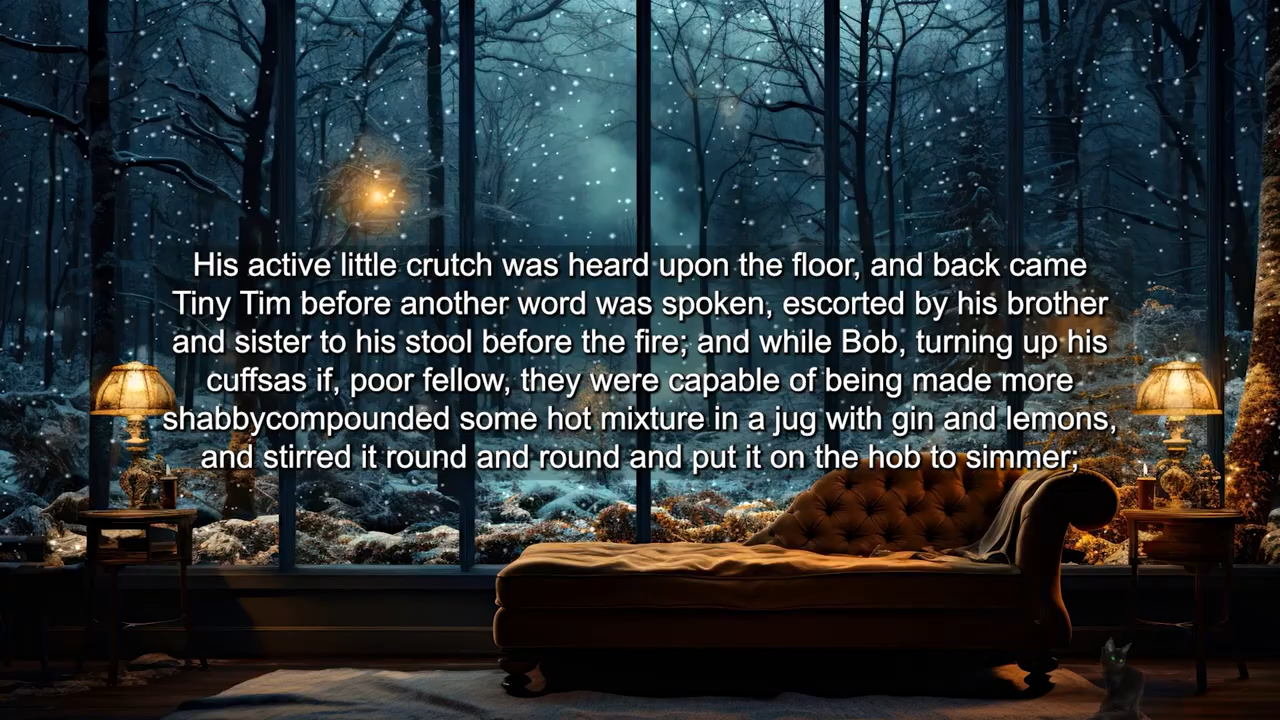 His active little crutch was heard upon the floor, and back came
Tiny Tim before another word was spoken, escorted by his brother
and sister to his stool before the fire; and while Bob, turning up his
cuffsas if, poor fellow, they were capable of being made more
shabbycompounded some hot mixture in a jug with gin and lemons,
and stirred it round and round and put it on the hob to simmer;